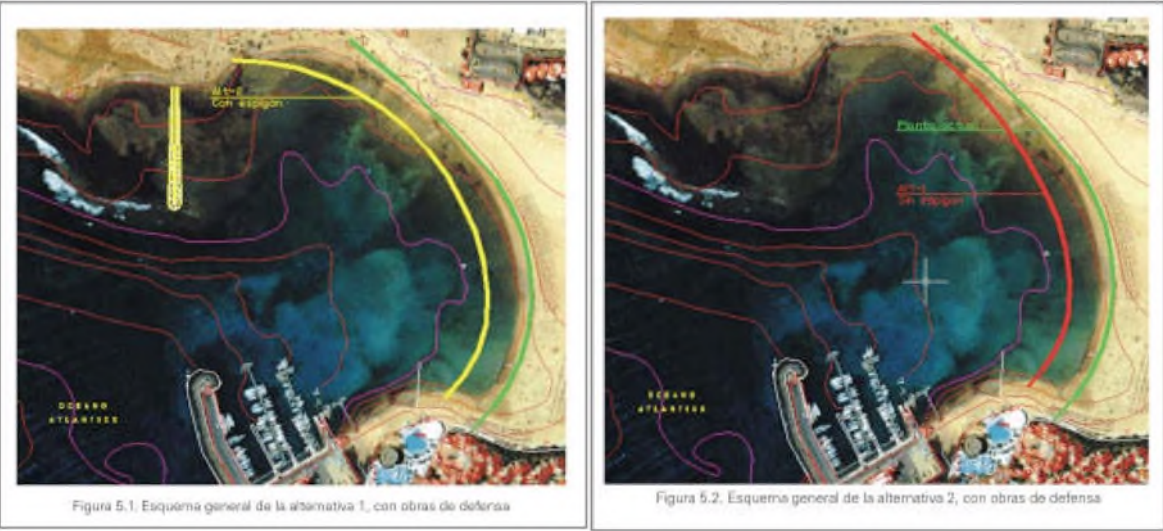 Alt-2
Con espigon
OCEANO
ATLANTICO
Figura 5.1. Esquema general de la alternativa 1, con obras de defensa
Planta actual
Alt-1
Sin espigon
OCEANO
ATLANTICO
Figura 5.2. Esquema general de la alternativa 2, con obras de defensa